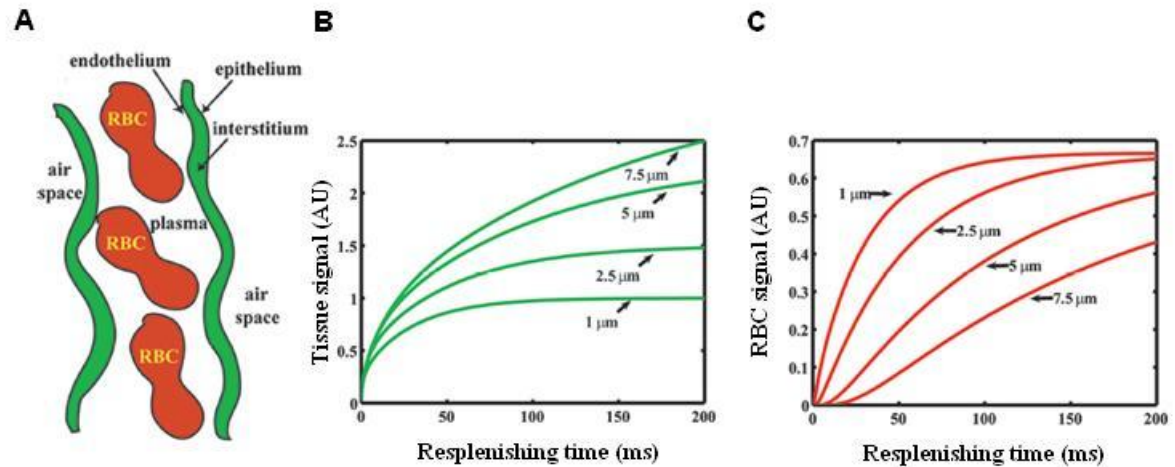 A
endothelium
epithelium
RBC
interstitium
air
space
plasma
RBC
air
space
RBC
B
2.5
2
1.5
1
0.5
0
0
50
100
150
200
7.5 µm
5 µm
2.5 µm
1 µm
Tissue signal (AU)
Resplenishing time (ms)
C
0.7
0.6
0.5
0.4
0.3
0.2
0.1
0
0
50
100
150
200
1 µm
2.5 µm
5 µm
7.5 µm
RBC signal (AU)
Resplenishing time (ms)